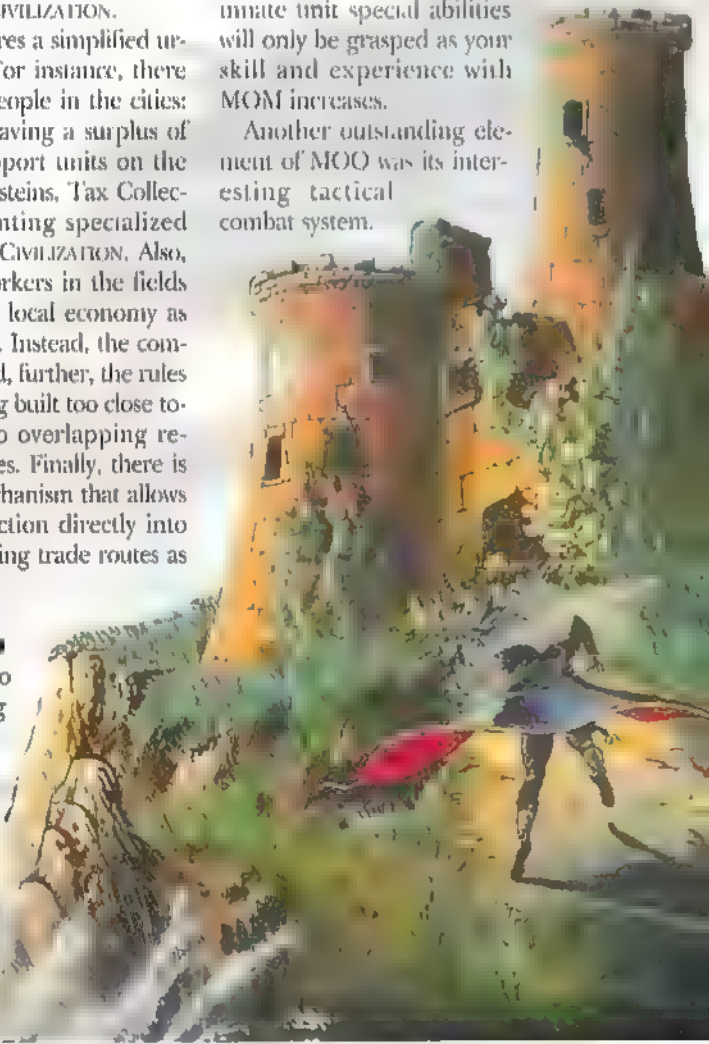 CIVILIZATION.
res a simplified ur-
for instance, there
eople in the cities:
aving a surplus of
pport units on the
steins, Tax Collec-
nting specialized
CIVILIZATION. Also,
rkers in the fields
local economy as
. Instead, the com-
d, further, the rules
g built too close to-
o overlapping re-
es. Finally, there is
hanism that allows
ction directly into
ing trade routes as
o
g
innate unit special abilities
will only be grasped as your
skill and experience with
MOM increases.
Another outstanding ele-
ment of MOO was its inter-
esting tactical
combat system.